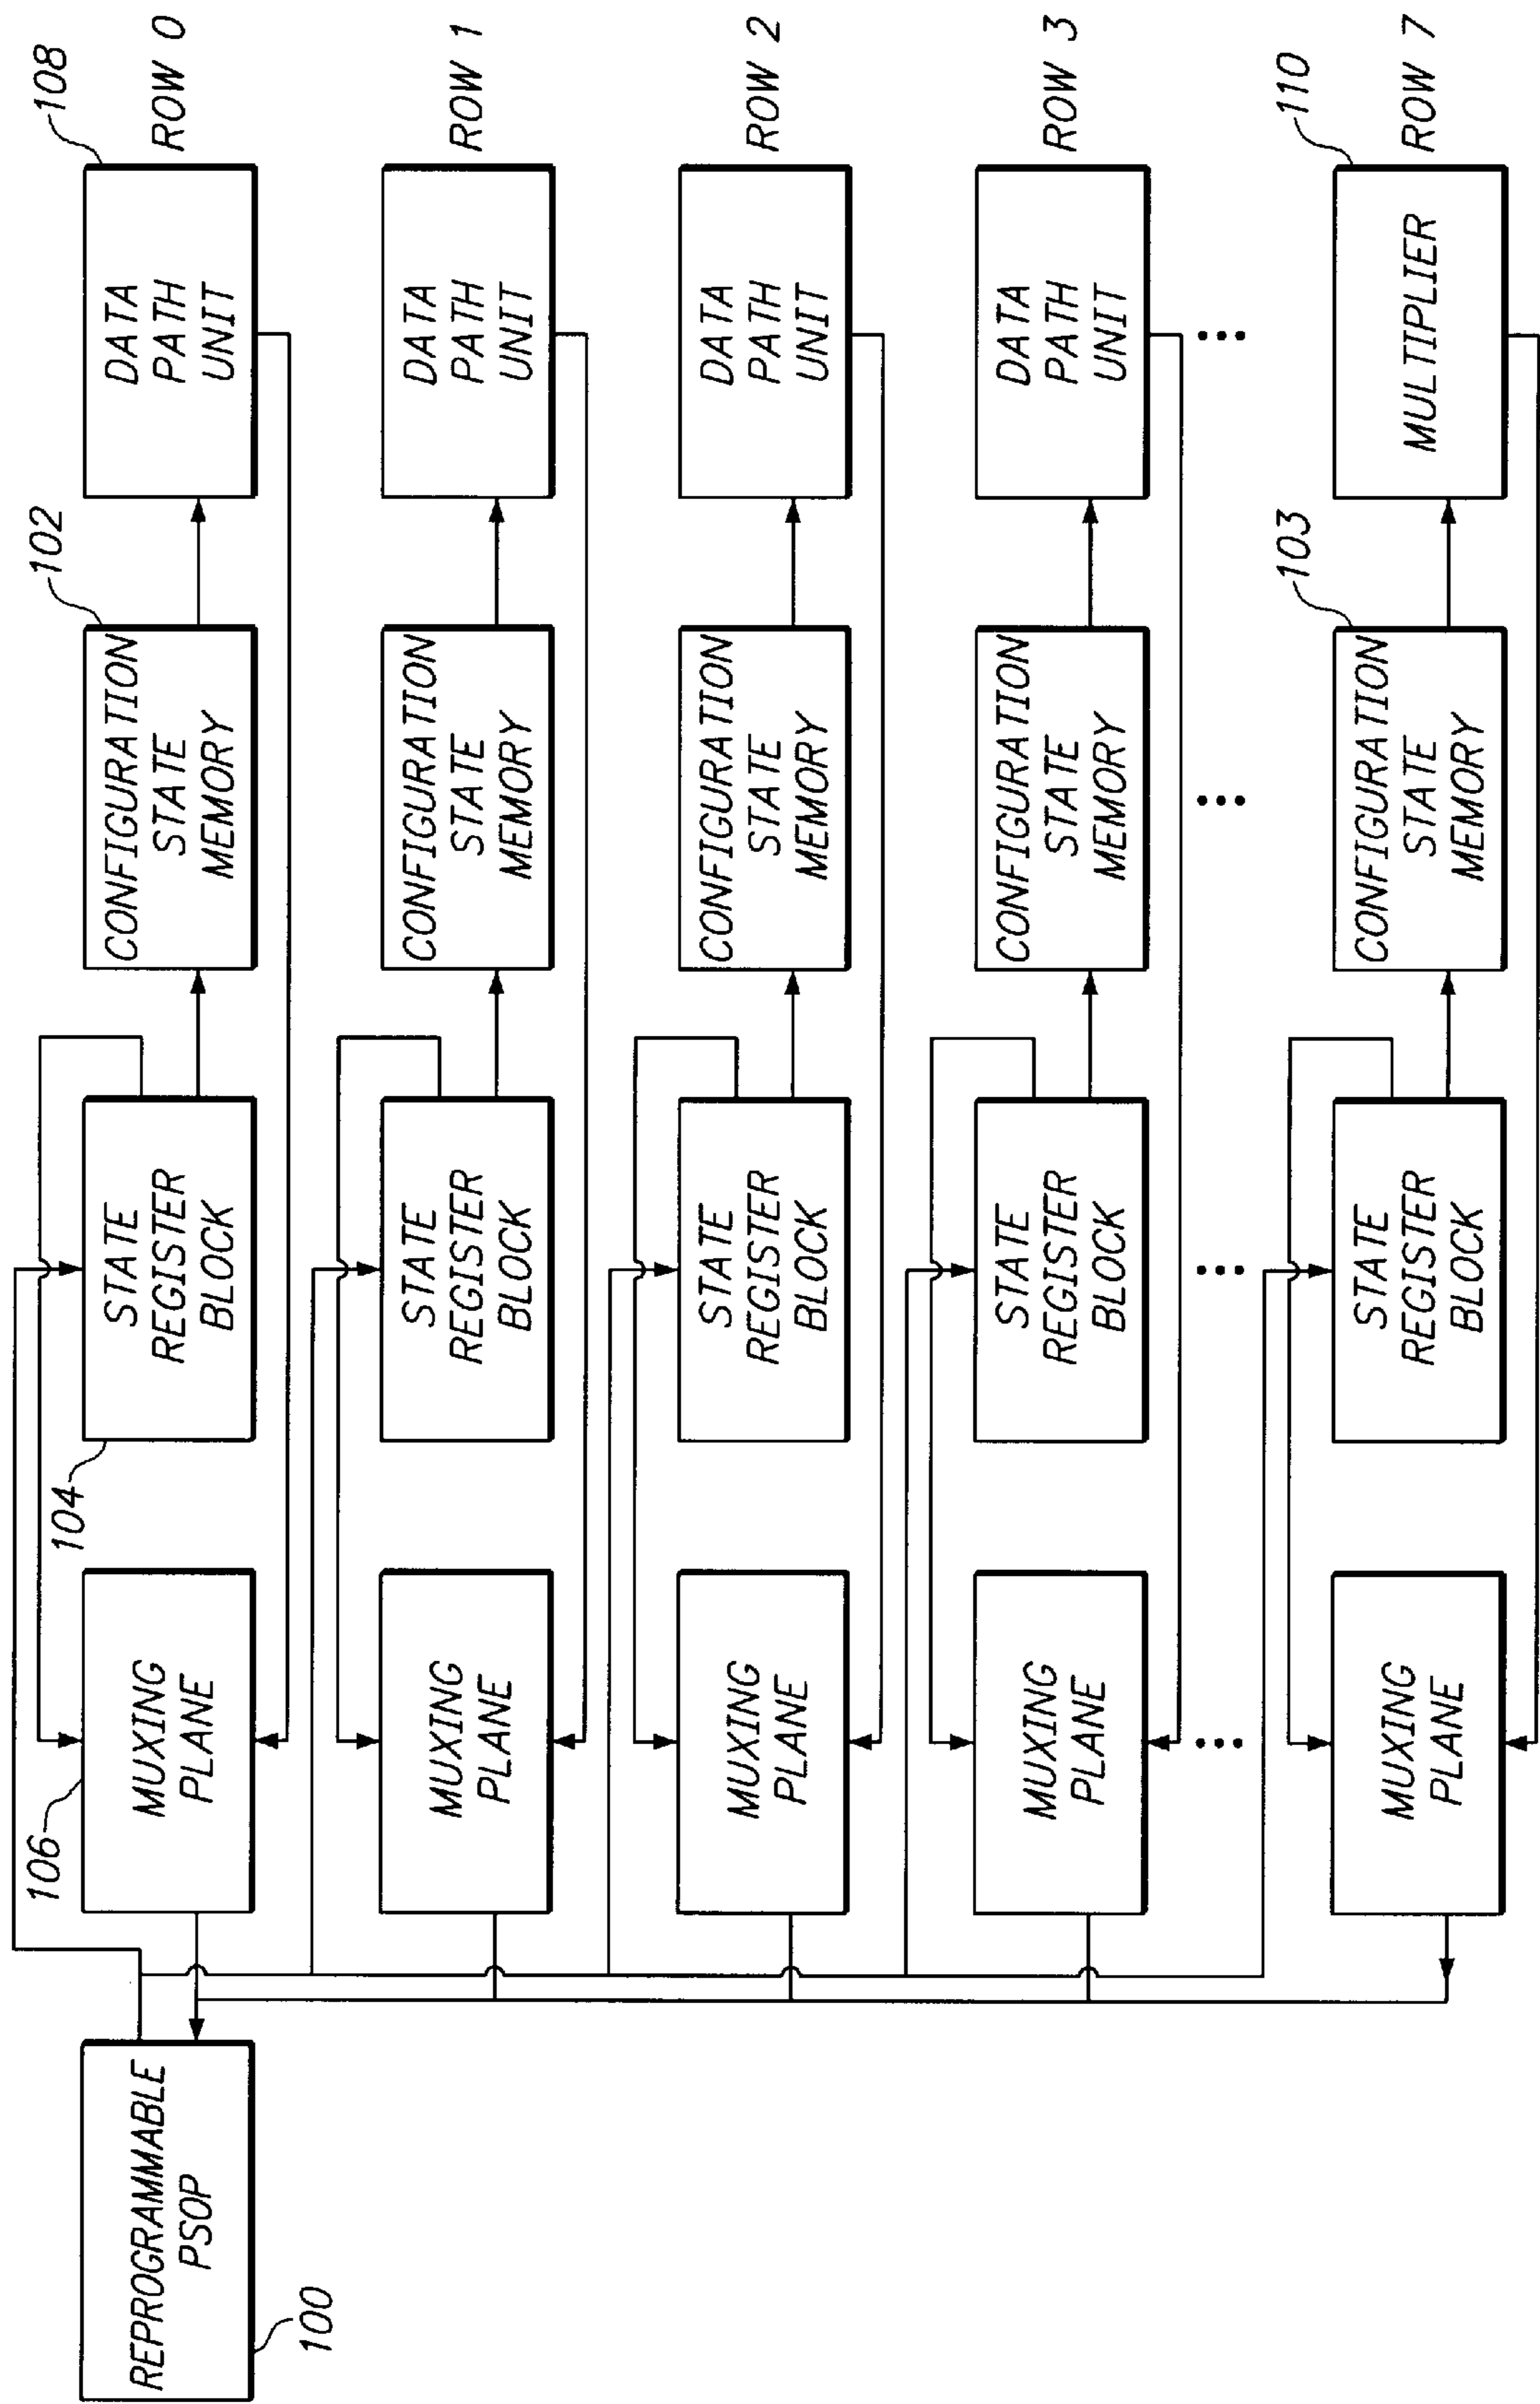 REPROGRAMMABLE
PSOP
100
106
MUXING
PLANE
104
STATE
REGISTER
BLOCK
102
CONFIGURATION
STATE
MEMORY
108
DATA
PATH
UNIT
ROW 0
MUXING
PLANE
STATE
REGISTER
BLOCK
CONFIGURATION
STATE
MEMORY
DATA
PATH
UNIT
ROW 1
MUXING
PLANE
STATE
REGISTER
BLOCK
CONFIGURATION
STATE
MEMORY
DATA
PATH
UNIT
ROW 2
MUXING
PLANE
STATE
REGISTER
BLOCK
CONFIGURATION
STATE
MEMORY
DATA
PATH
UNIT
ROW 3
MUXING
PLANE
STATE
REGISTER
BLOCK
103
CONFIGURATION
STATE
MEMORY
110
MULTIPLIER
ROW 7